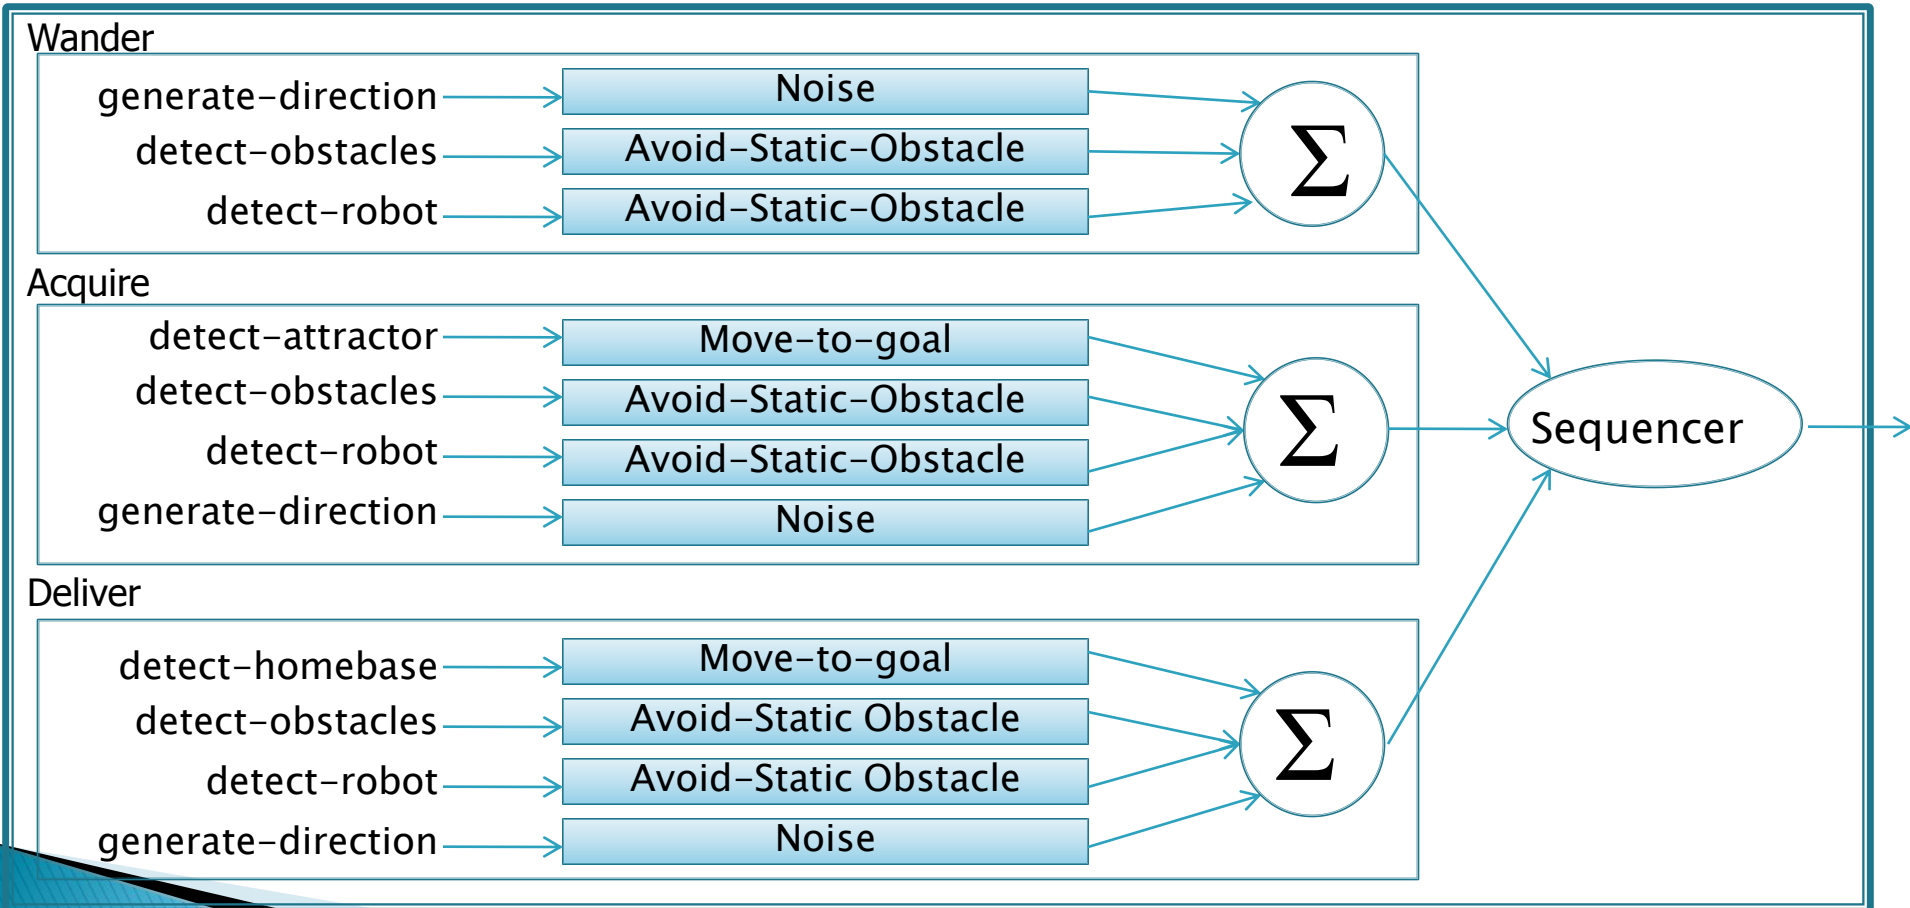 Wander
generate-direction
Noise
detect-obstacles
Avoid-Static-Obstacle
detect-robot
Avoid-Static-Obstacle
Σ
Acquire
detect-attractor
Move-to-goal
detect-obstacles
Avoid-Static-Obstacle
detect-robot
Avoid-Static-Obstacle
generate-direction
Noise
Σ
Sequencer
Deliver
detect-homebase
Move-to-goal
detect-obstacles
Avoid-Static Obstacle
detect-robot
Avoid-Static Obstacle
generate-direction
Noise
Σ